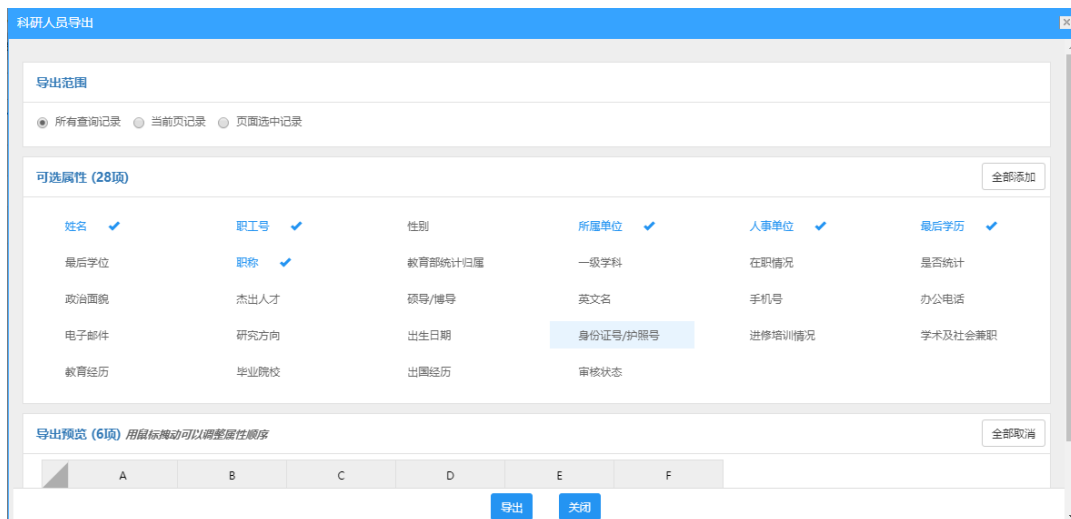 科研人员导出
导出范围
所有查询记录 当前页记录 页面选中记录
可选属性 (28项) 全部添加
姓名 职工号 性别 所属单位 人事单位 最后学历
最后学位 职称 教育部统计归属 一级学科 在职情况 是否统计
政治面貌 杰出人才 硕导/博导 英文名 手机号 办公电话
电子邮件 研究方向 出生日期 身份证号/护照号 进修培训情况 学术及社会兼职
教育经历 毕业院校 出国经历 审核状态
导出预览 (6项) 用鼠标拖动可以调整属性顺序 全部取消
A B C D E F
导出 关闭